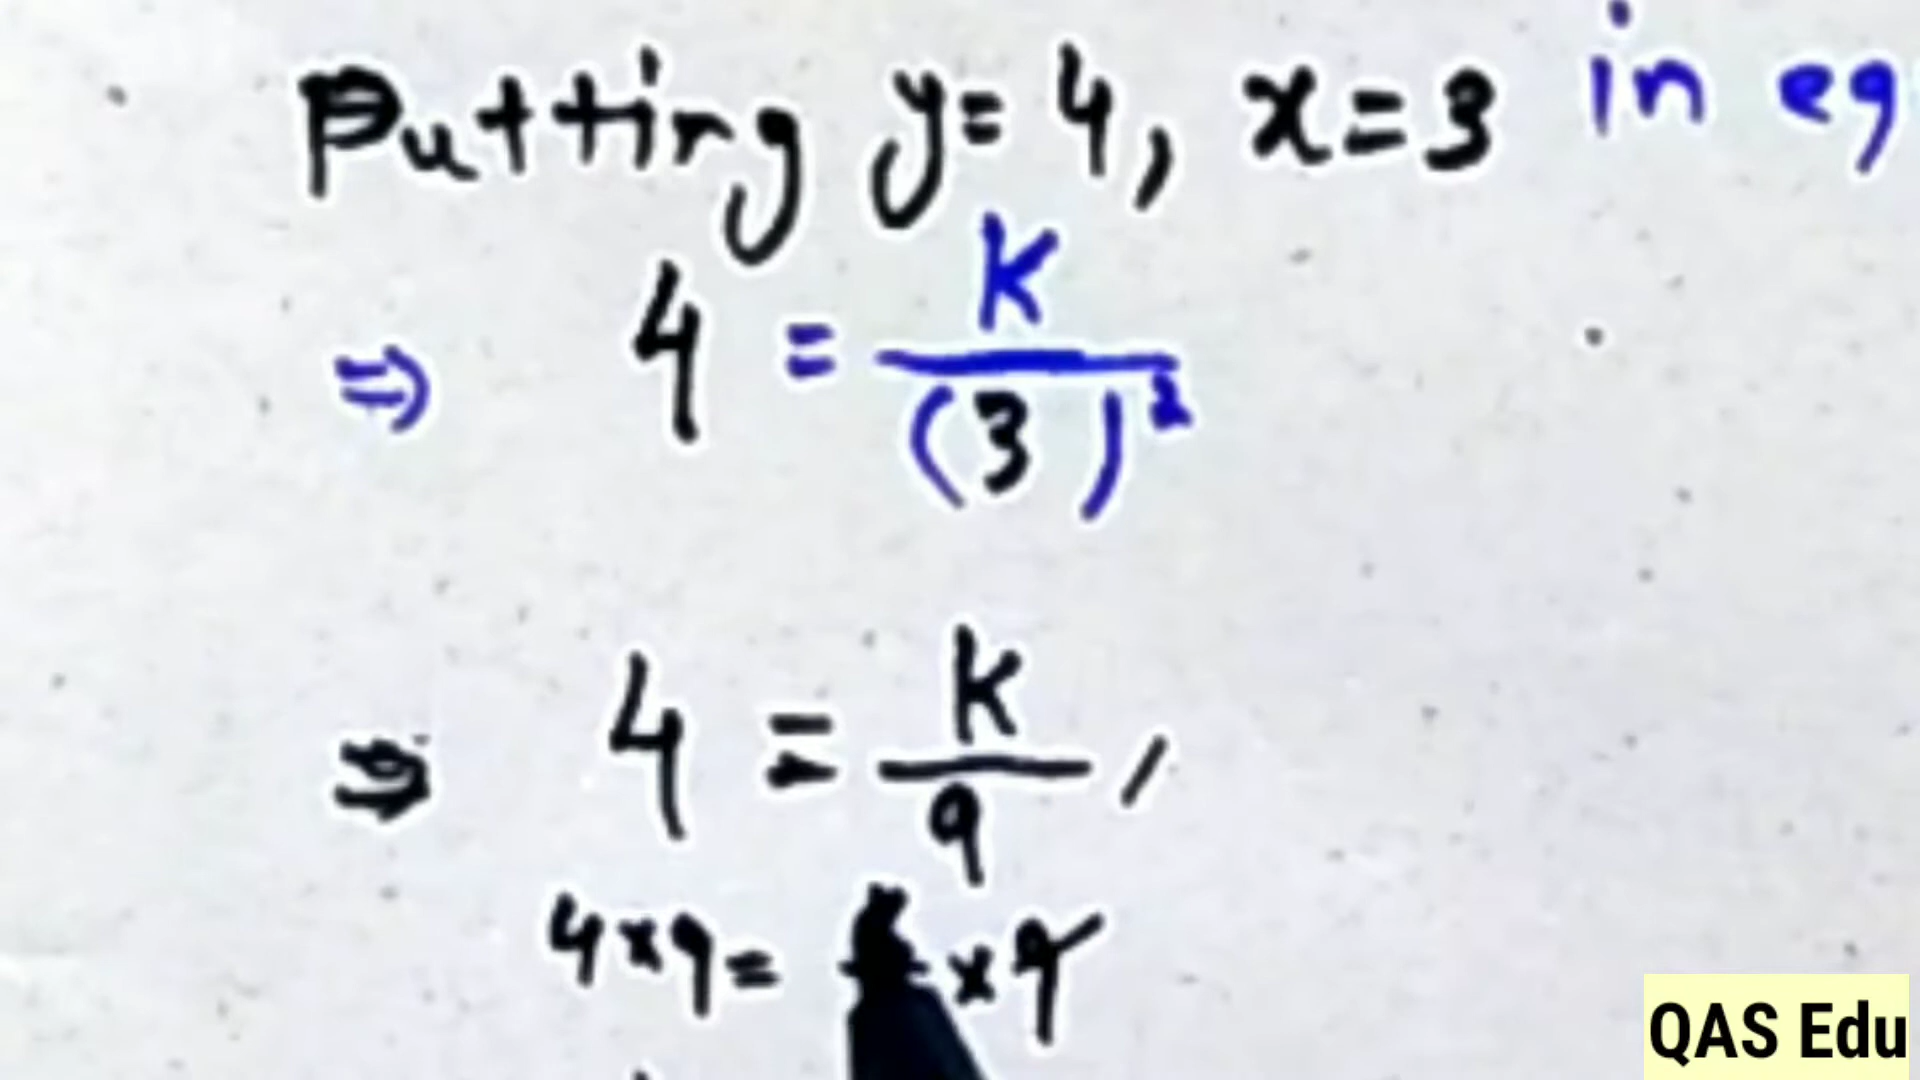 Putting y= 4, x=3 in eq
⇒ 4 = K/(3)²
⇒ 4 = K/9 ,
4×9= ×9
QAS Edu